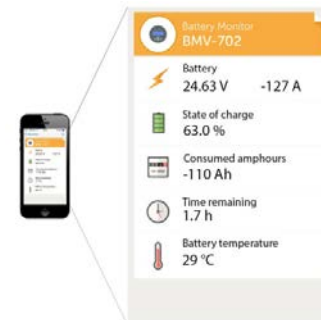 Battery Monitor
BMV-702
Battery
24.63 V -127 A
State of charge
63.0 %
Consumed amphours
-110 Ah
Time remaining
1.7 h
Battery temperature
29 °C